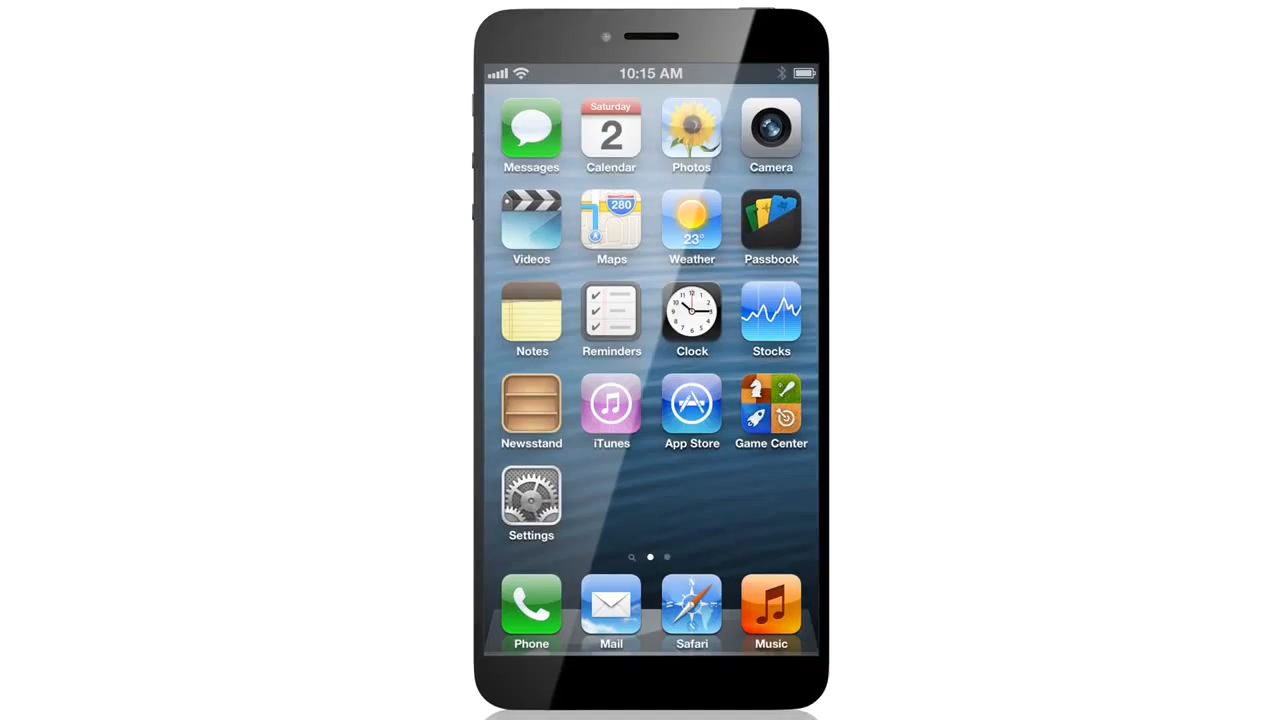 10:15 AM
Saturday
2
Messages Calendar Photos Camera
280
23°
Videos Maps Weather Passbook
Notes Reminders Clock Stocks
Newsstand iTunes App Store Game Center
Settings
Phone Mail Safari Music